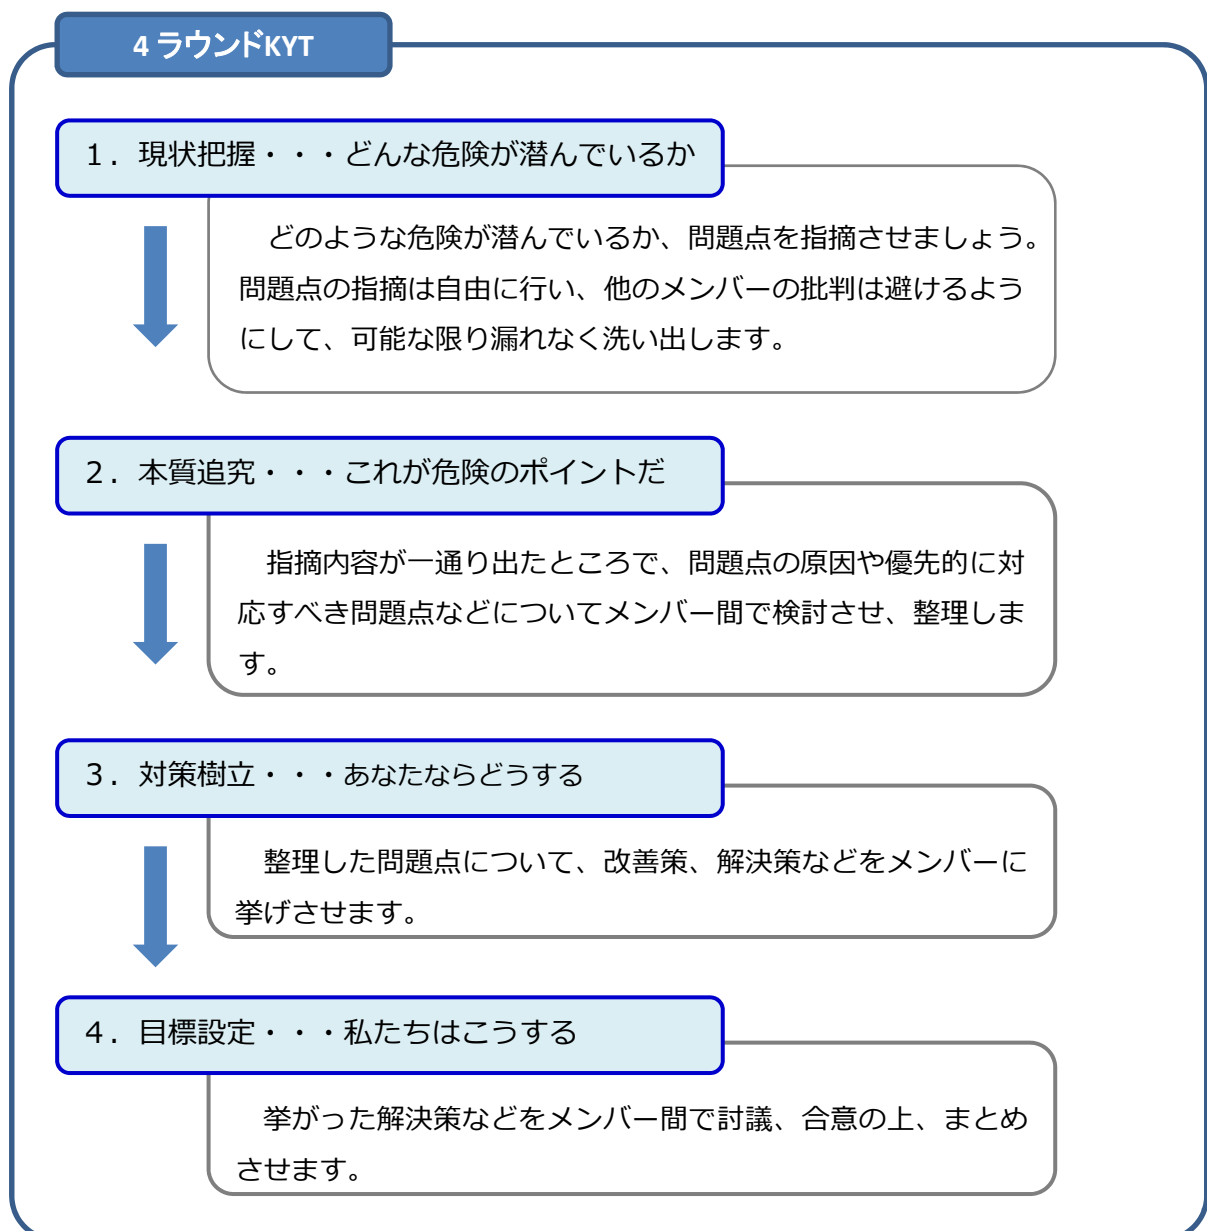 4 ラウンドKYT
１．現状把握・・・どんな危険が潜んでいるか
どのような危険が潜んでいるか、問題点を指摘させましょう。
問題点の指摘は自由に行い、他のメンバーの批判は避けるよう
にして、可能な限り漏れなく洗い出します。
２．本質追究・・・これが危険のポイントだ
指摘内容が一通り出たところで、問題点の原因や優先的に対
応すべき問題点などについてメンバー間で検討させ、整理しま
す。
３．対策樹立・・・あなたならどうする
整理した問題点について、改善策、解決策などをメンバーに
挙げさせます。
４．目標設定・・・私たちはこうする
挙がった解決策などをメンバー間で討議、合意の上、まとめ
させます。